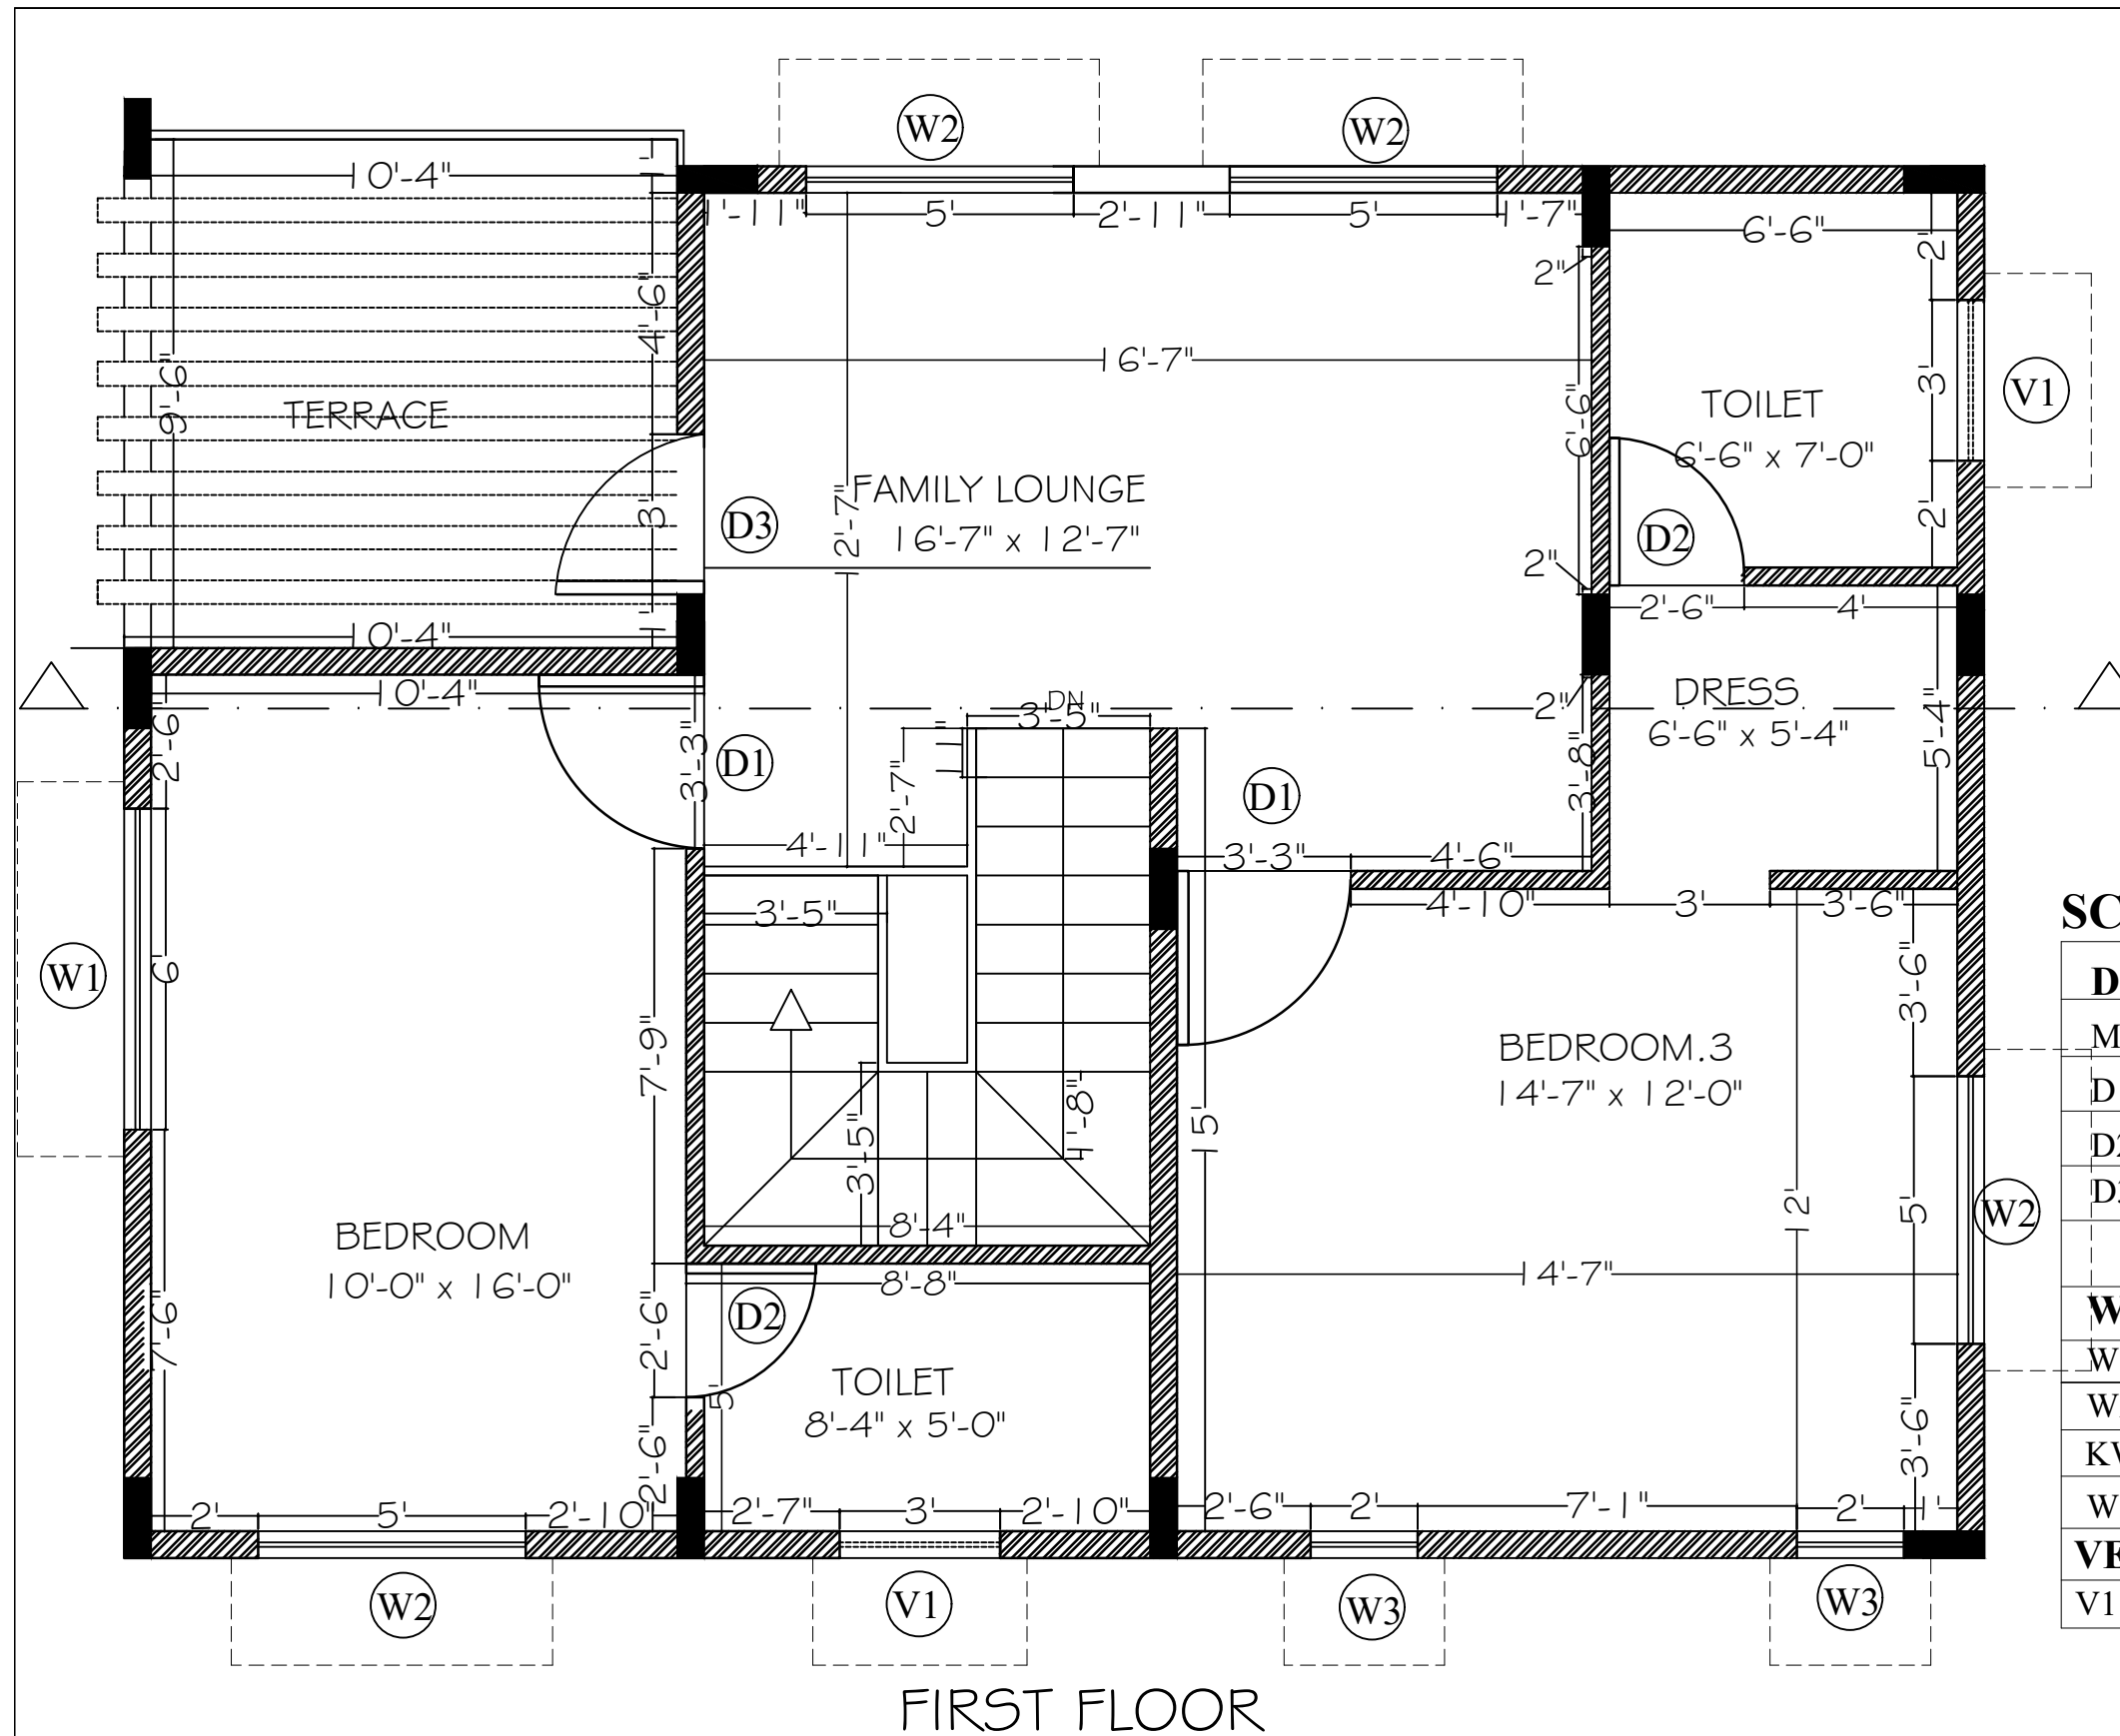 W2
W2
10'-4"
1'
1'-11"
5'
2'-11"
5'
1'-7"
6'-6"
2'
2"
4'-6"
16'-7"
9'-6"
TERRACE
6'-6"
3'
V1
TOILET
6'-6" x 7'-0"
FAMILY LOUNGE
16'-7" x 12'-7"
12'-7"
D3
3'
D2
2'
2"
2'-6"
4'
10'-4"
1'
10'-4"
DN
3'-5"
2"
DRESS
6'-6" x 5'-4"
5'-4"
2'-6"
3'-3"
D1
2'-7"
D1
3'-8"
4'-11"
3'-3"
4'-6"
3'-5"
4'-10"
3'
3'-6"
SC
W1
6'
3'-6"
D
M
7'-9"
BEDROOM.3
14'-7" x 12'-0"
D
3'-5"
4'-8"
15'
12'
5'
W2
BEDROOM
10'-0" x 16'-0"
8'-4"
8'-8"
14'-7"
W
7'-6"
2'-6"
D2
5'
TOILET
8'-4" x 5'-0"
W
W
KW
3'-6"
2'-6"
2'
5'
2'-10"
2'-7"
3'
2'-10"
2'-6"
2'
7'-1"
2'
1'
W
VE
V1
W2
V1
W3
W3
FIRST FLOOR